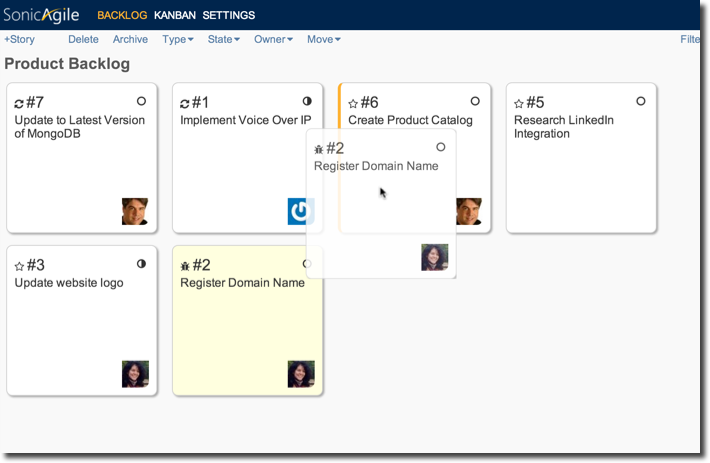 SonicAgile BACKLOG KANBAN SETTINGS
+Story Delete Archive Type State Owner Move Filte
Product Backlog
#7
Update to Latest Version
of MongoDB
#1
Implement Voice Over IP
#6
Create Product Catalog
#5
Research LinkedIn
Integration
#2
Register Domain Name
#3
Update website logo
#2
Register Domain Name